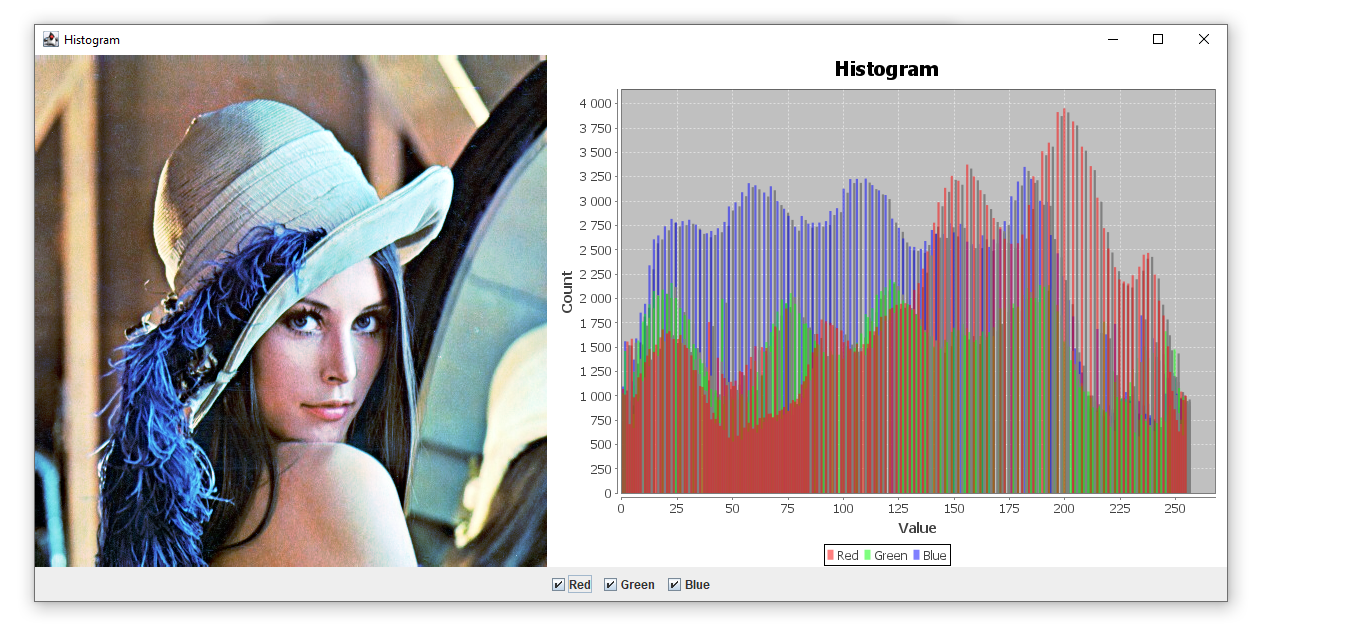 Histogram
Histogram
4 000
3 750
3 500
3 250
3 000
2 750
2 500
2 250
2 000
1 750
1 500
1 250
1 000
750
500
250
0
Count
0 25 50 75 100 125 150 175 200 225 250
Value
Red Green Blue
Red Green Blue